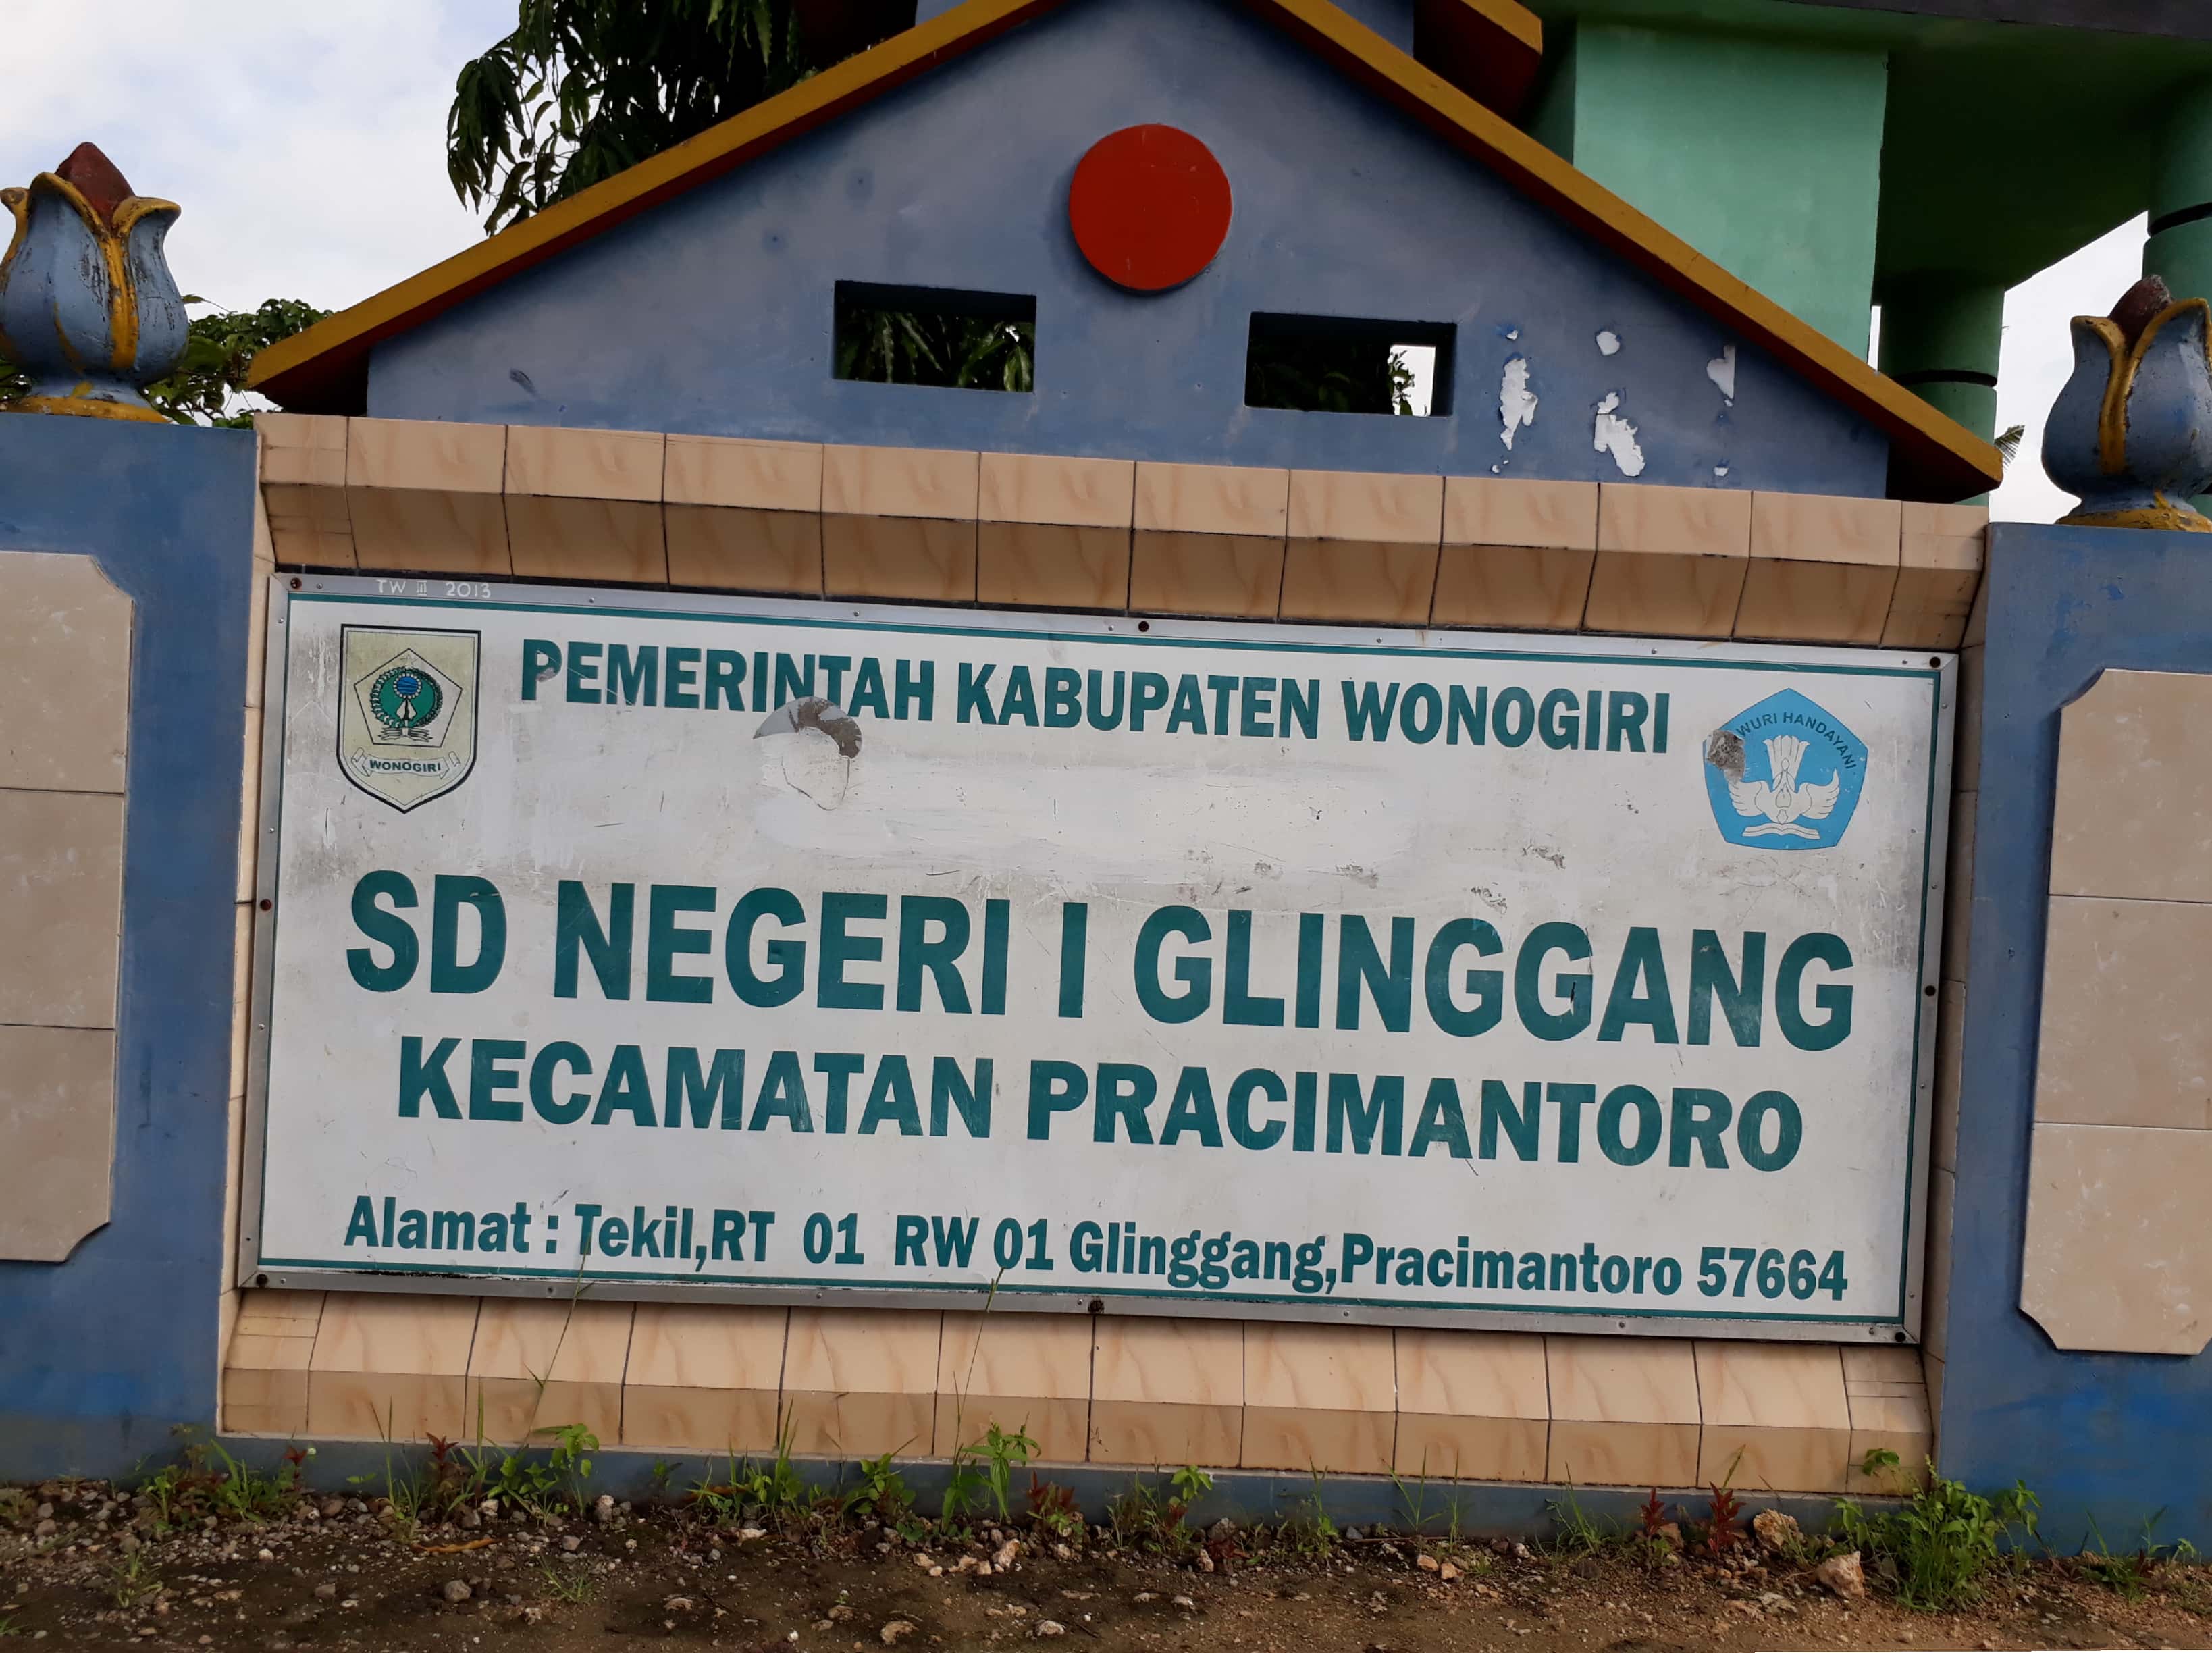 TW III 2013
PEMERINTAH KABUPATEN WONOGIRI
WONOGIRI
WURI HANDAYANI
SD NEGERI I GLINGGANG
KECAMATAN PRACIMANTORO
Alamat : Tekil,RT 01 RW 01 Glinggang,Pracimantoro 57664